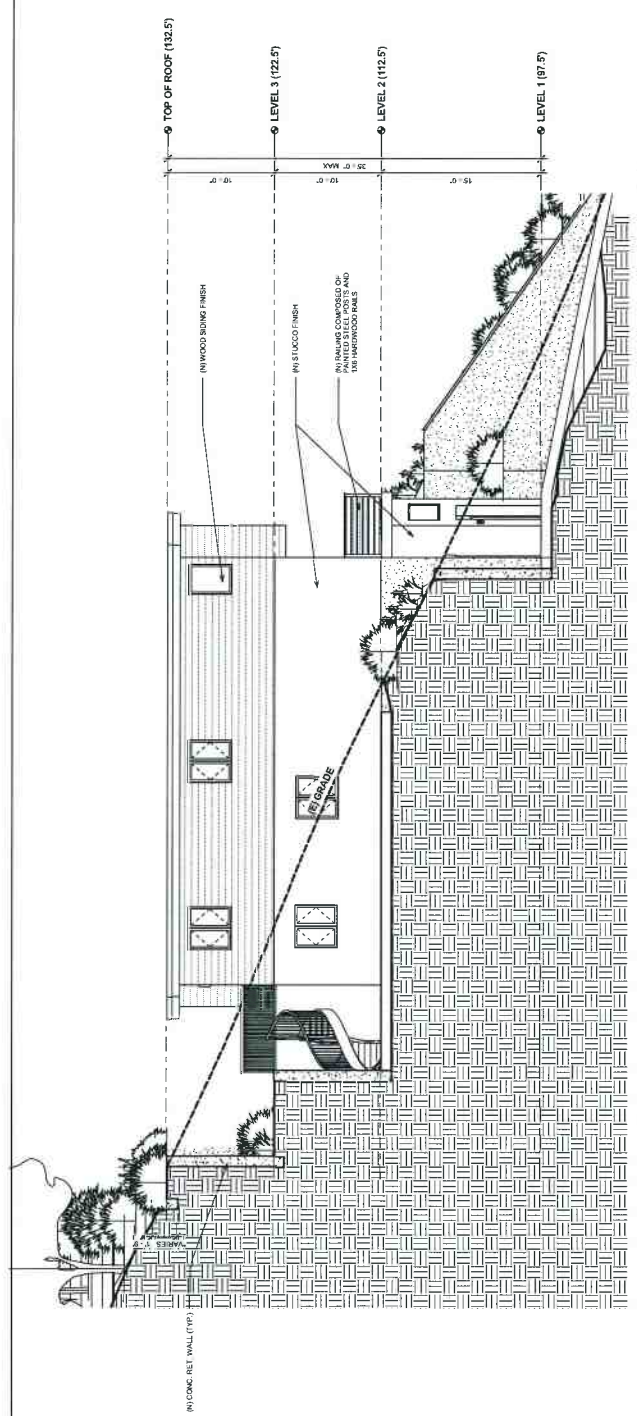 TOP OF ROOF (132.5')
LEVEL 3 (122.5')
LEVEL 2 (112.5')
LEVEL 1 (97.5')
10'-0"
10'-0"
15'-0"
35'-0" MAX
(N) WOOD SIDING FINISH
(N) STUCCO FINISH
(N) RAILING COMPOSED OF
PAINTED STEEL POSTS AND
1X6 HARDWOOD RAILS
(E) GRADE
VARIES
(N) CONC. RET. WALL (TYP.)